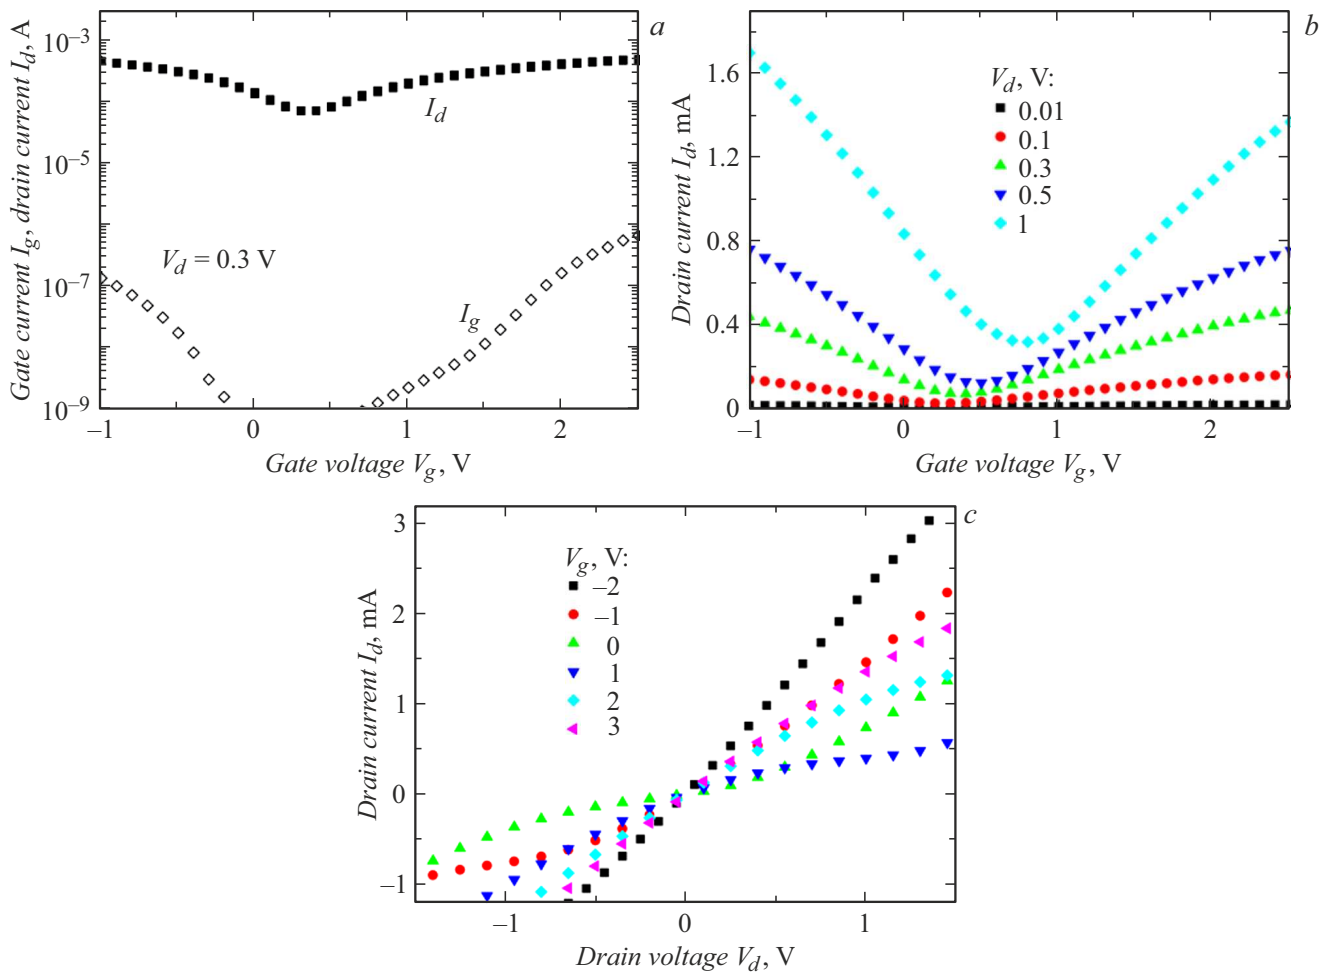 a
Gate current I_g, drain current I_d, A
10⁻³
10⁻⁵
10⁻⁷
10⁻⁹
I_d
V_d = 0.3 V
I_g
−1
0
1
2
Gate voltage V_g, V
b
Drain current I_d, mA
1.6
1.2
0.8
0.4
0
V_d, V:
0.01
0.1
0.3
0.5
1
−1
0
1
2
Gate voltage V_g, V
c
Drain current I_d, mA
3
2
1
0
−1
V_g, V:
−2
−1
0
1
2
3
−1
0
1
Drain voltage V_d, V